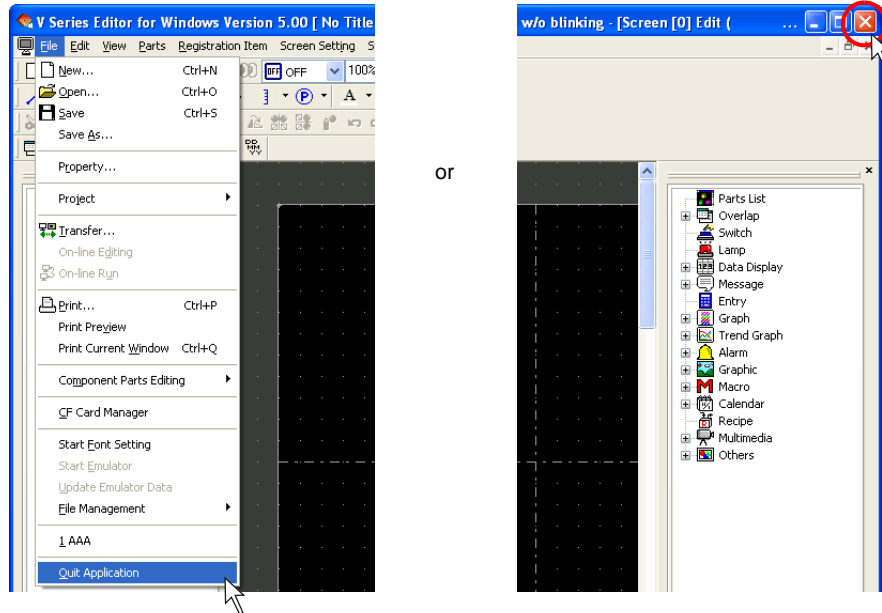 V Series Editor for Windows Version 5.00 [ No Title
File Edit View Parts Registration Item Screen Setting S
OFF OFF 100%
A
New... Ctrl+N
Open... Ctrl+O
Save Ctrl+S
Save As...
Property...
Project
Transfer...
On-line Editing
On-line Run
Print... Ctrl+P
Print Preview
Print Current Window Ctrl+Q
Component Parts Editing
CF Card Manager
Start Font Setting
Start Emulator
Update Emulator Data
File Management
1 AAA
Quit Application
or
w/o blinking - [Screen [0] Edit ( ...
Parts List
Overlap
Switch
Lamp
Data Display
Message
Entry
Graph
Trend Graph
Alarm
Graphic
Macro
Calendar
Recipe
Multimedia
Others